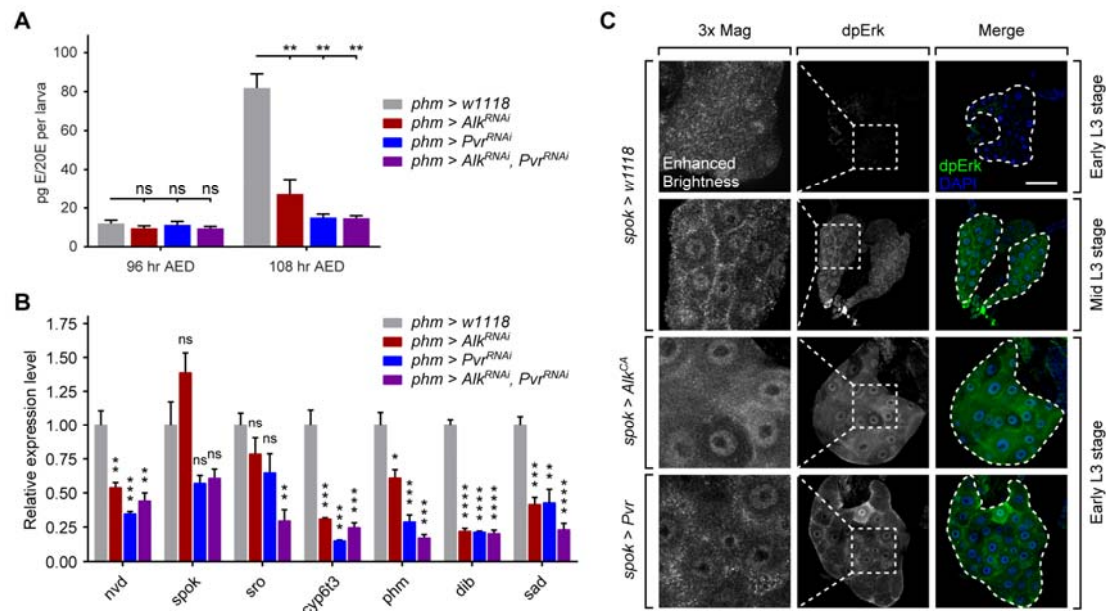 A
pg E/20E per larva
100
80
60
40
20
0
ns ns ns
** ** **
96 hr AED
108 hr AED
phm > w1118
phm > Alk^RNAi
phm > Pvr^RNAi
phm > Alk^RNAi, Pvr^RNAi
B
Relative expression level
1.75
1.50
1.25
1.00
0.75
0.50
0.25
0.00
phm > w1118
phm > Alk^RNAi
phm > Pvr^RNAi
phm > Alk^RNAi, Pvr^RNAi
** *** **
ns ns ns
ns ns **
*** *** ***
* *** ***
**** **** ****
*** ** ****
nvd
spok
sro
cyp6t3
phm
dib
sad
C
3x Mag
dpErk
Merge
spok > w1118
Enhanced
Brightness
dpErk
DAPI
Early L3 stage
Mid L3 stage
spok > Alk^CA
spok > Pvr
Early L3 stage